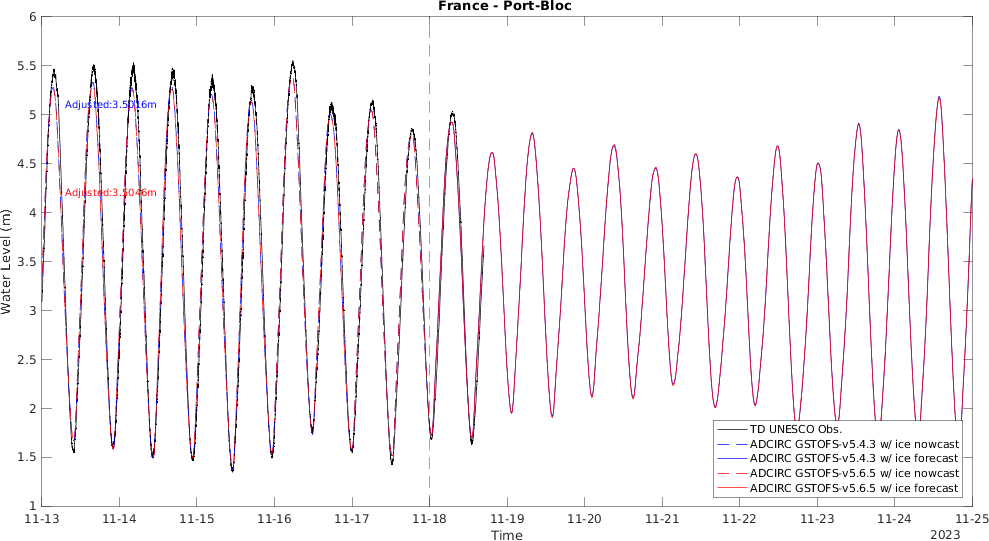 France - Port-Bloc
6
5.5
5
4.5
4
3.5
3
2.5
2
1.5
1
Water Level (m)
Adjusted:3.5016m
Adjusted:3.5046m
TD UNESCO Obs.
ADCIRC GSTOFS-v5.4.3 w/ ice nowcast
ADCIRC GSTOFS-v5.4.3 w/ ice forecast
ADCIRC GSTOFS-v5.6.5 w/ ice nowcast
ADCIRC GSTOFS-v5.6.5 w/ ice forecast
11-13 11-14 11-15 11-16 11-17 11-18 11-19 11-20 11-21 11-22 11-23 11-24 11-25
Time
2023